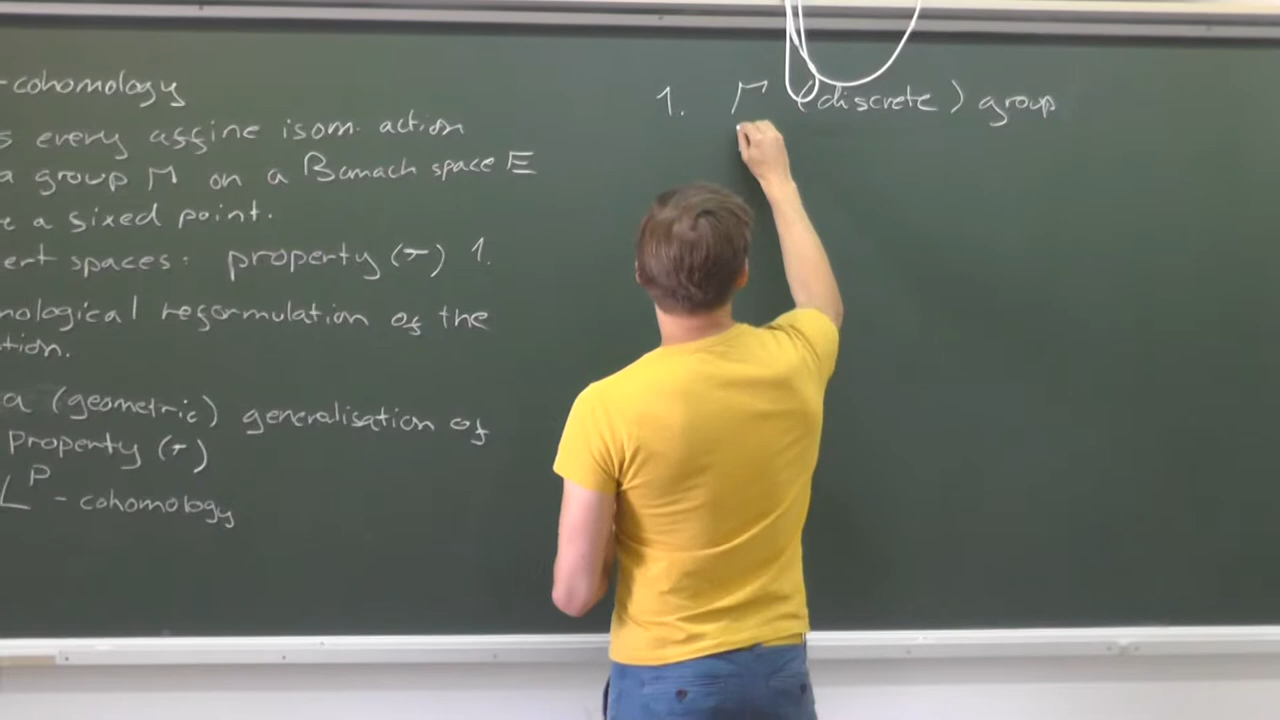 -cohomology
s every affine isom. action
a group Γ on a Banach space E
e a fixed point.
ert spaces: property (T) 1.
mological reformulation of the
tion.
a (geometric) generalisation of
property (T)
L^p - cohomology
1. Γ (discrete) group